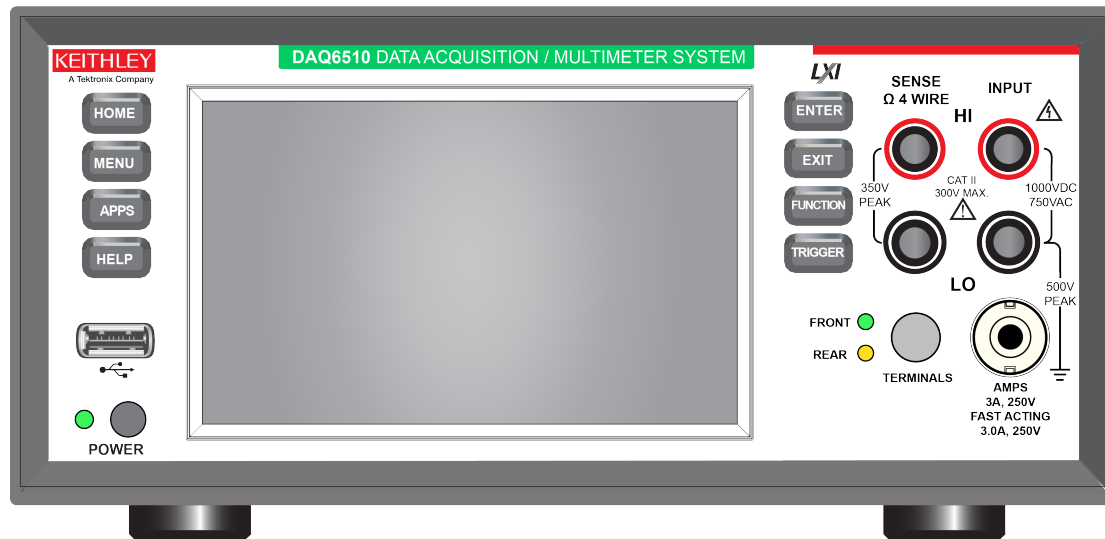 KEITHLEY
A Tektronix Company
DAQ6510 DATA ACQUISITION / MULTIMETER SYSTEM
LXI
HOME
MENU
APPS
HELP
POWER
ENTER
EXIT
FUNCTION
TRIGGER
SENSE
Ω 4 WIRE
INPUT
HI
350V
PEAK
CAT II
300V MAX.
1000VDC
750VAC
LO
500V
PEAK
FRONT
REAR
TERMINALS
AMPS
3A, 250V
FAST ACTING
3.0A, 250V